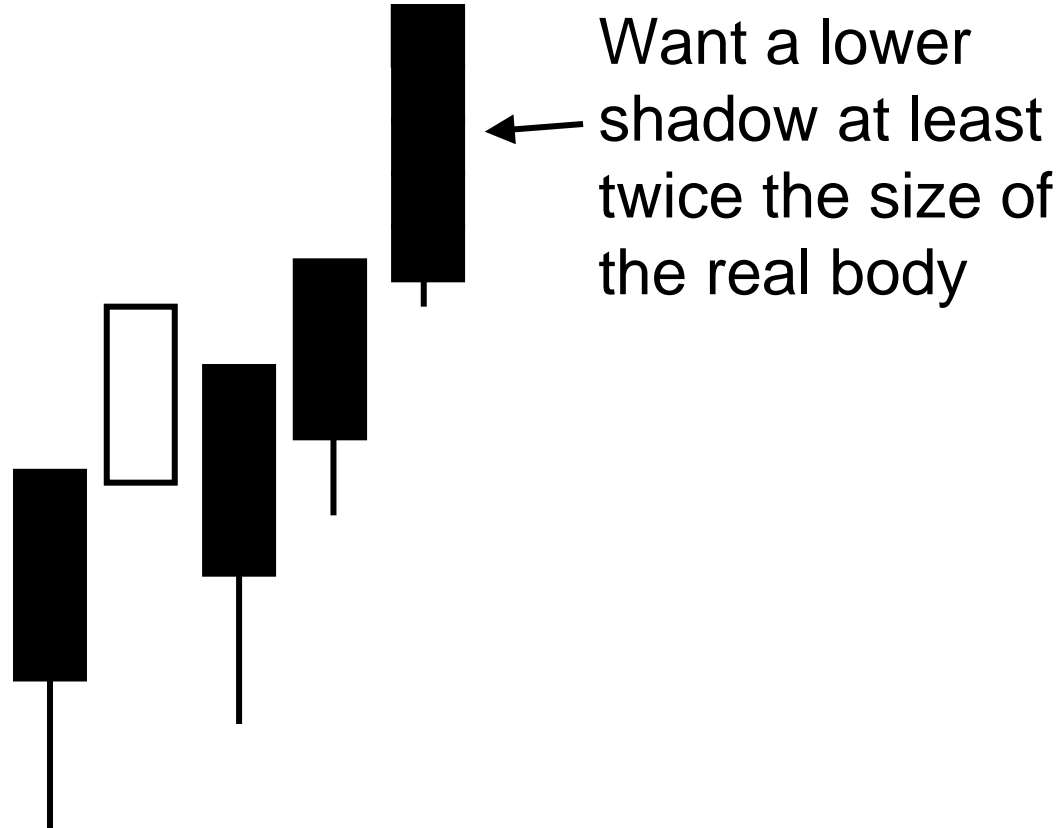 Want a lower
shadow at least
twice the size of
the real body